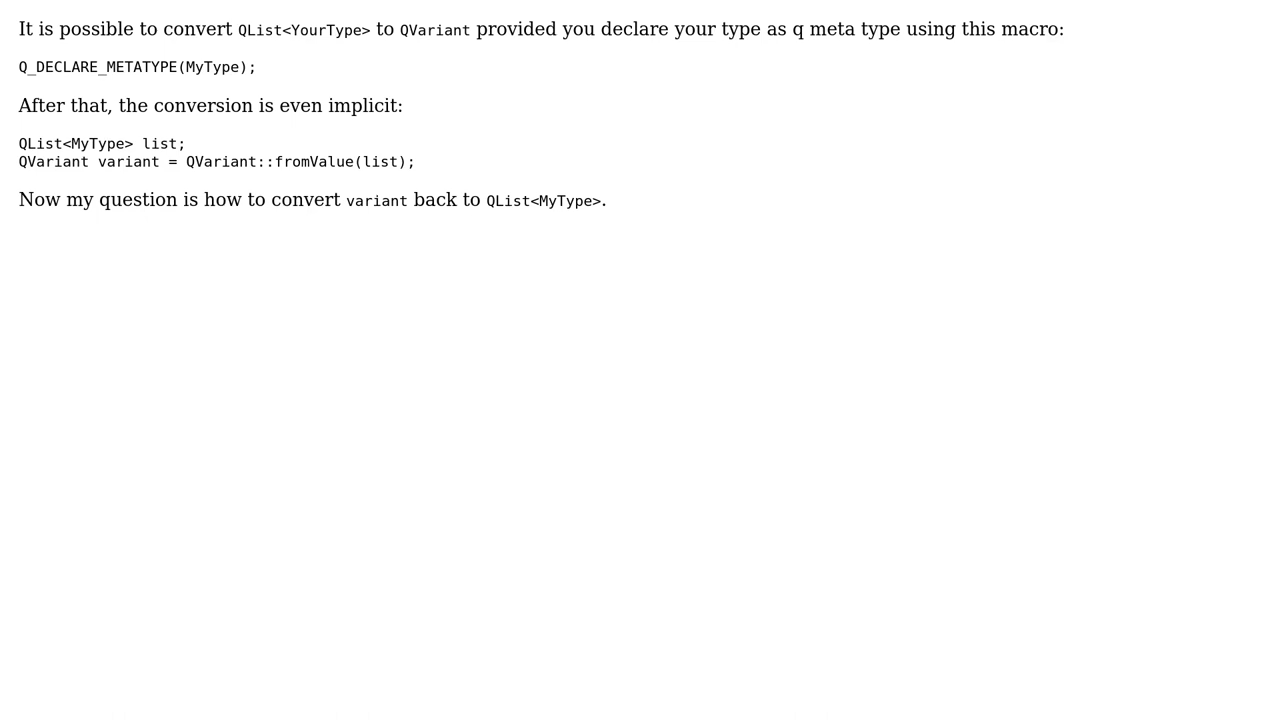 It is possible to convert QList<YourType> to QVariant provided you declare your type as q meta type using this macro:
Q_DECLARE_METATYPE(MyType);
After that, the conversion is even implicit:
QList<MyType> list;
QVariant variant = QVariant::fromValue(list);
Now my question is how to convert variant back to QList<MyType>.